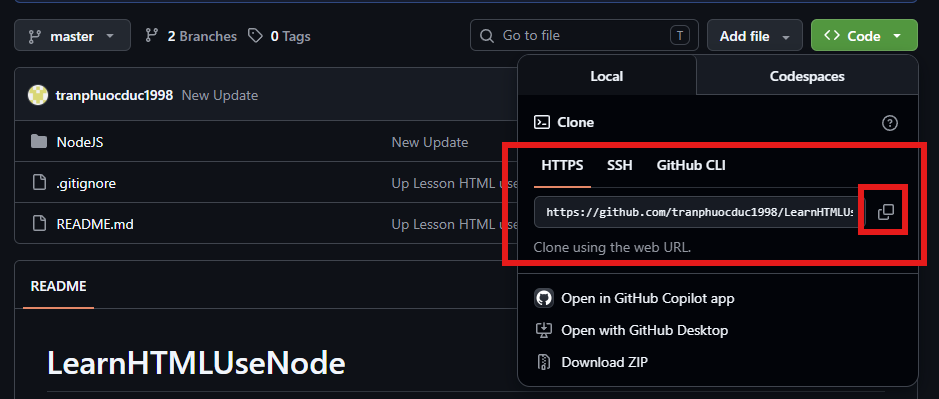 master 2 Branches 0 Tags Go to file T Add file Code
Local Codespaces
tranphuocduc1998 New Update
Clone
NodeJS New Update
HTTPS SSH GitHub CLI
.gitignore Up Lesson HTML use
https://github.com/tranphuocduc1998/LearnHTMLUs
README.md Up Lesson HTML use
Clone using the web URL.
README
Open in GitHub Copilot app
Open with GitHub Desktop
Download ZIP
LearnHTMLUseNode